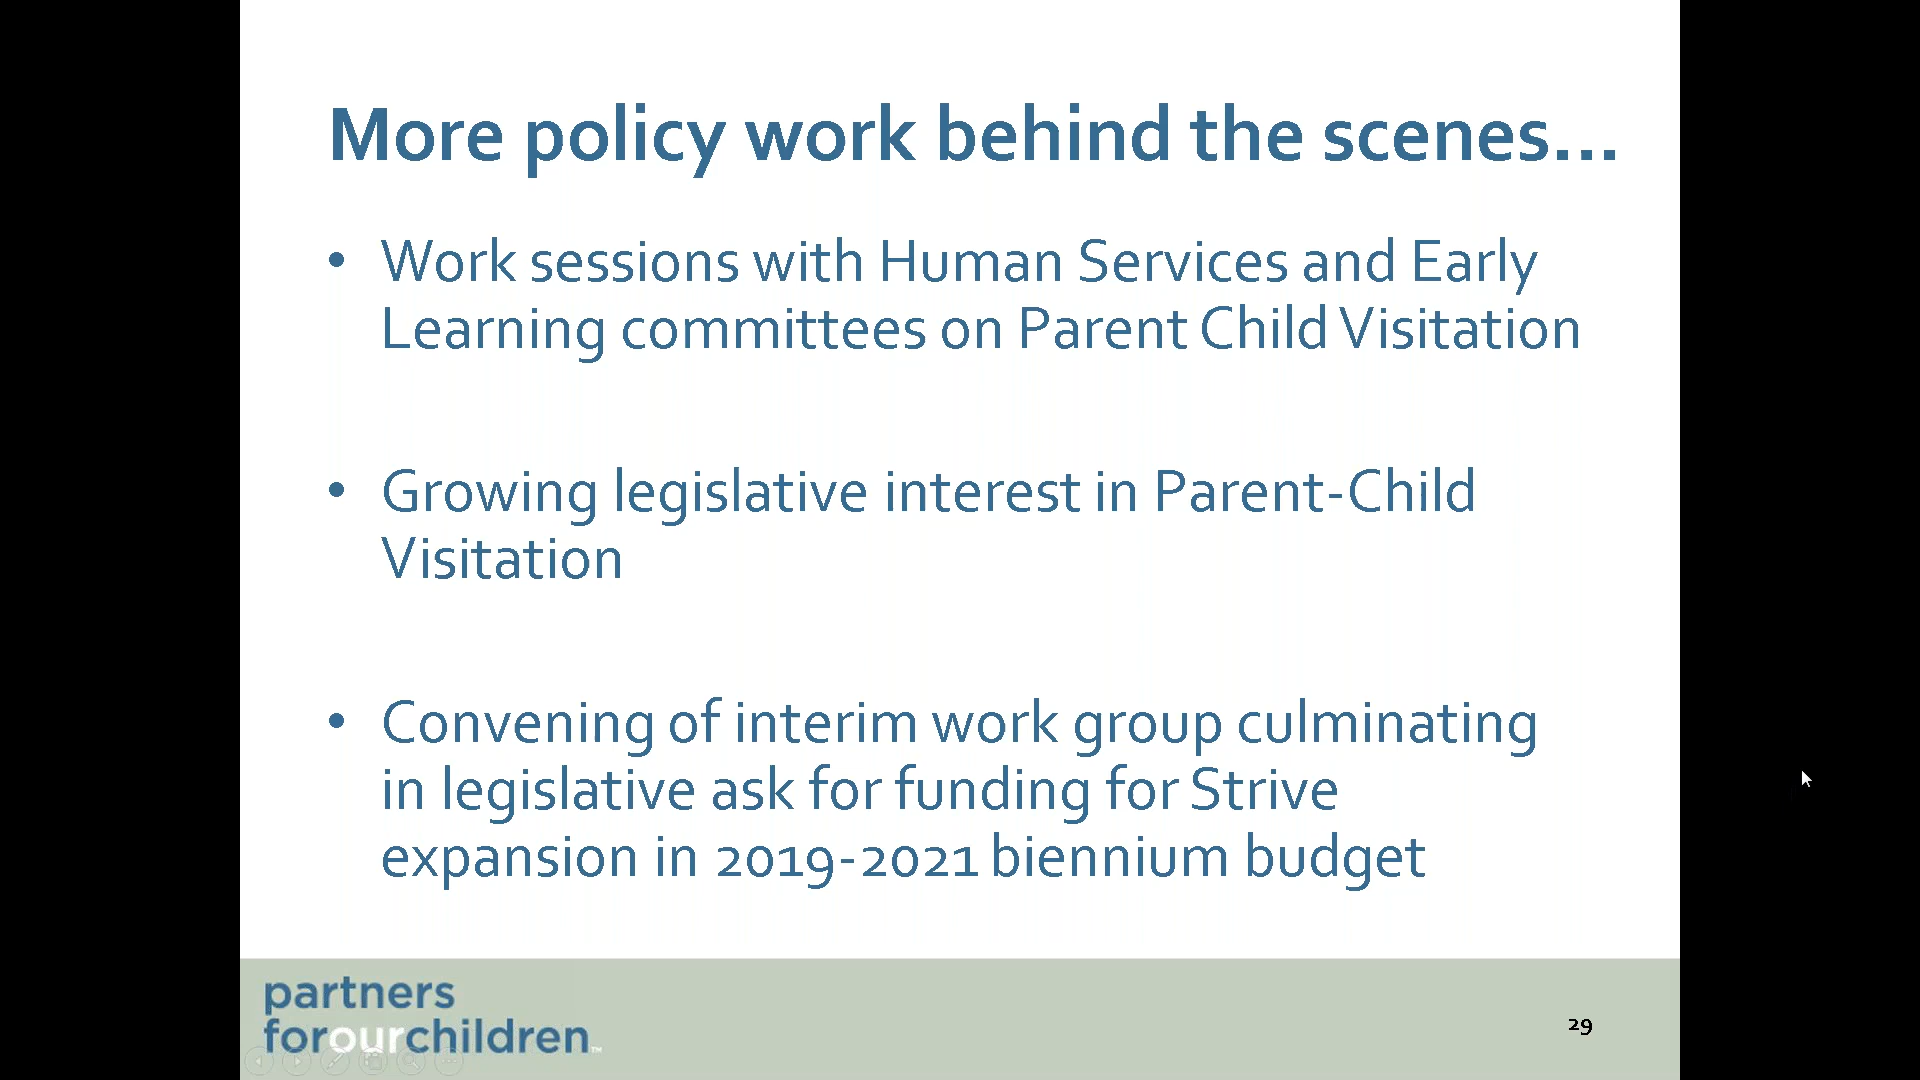 More policy work behind the scenes...
• Work sessions with Human Services and Early
Learning committees on Parent Child Visitation
• Growing legislative interest in Parent-Child
Visitation
• Convening of interim work group culminating
in legislative ask for funding for Strive
expansion in 2019-2021 biennium budget
partners
forourchildren™
29